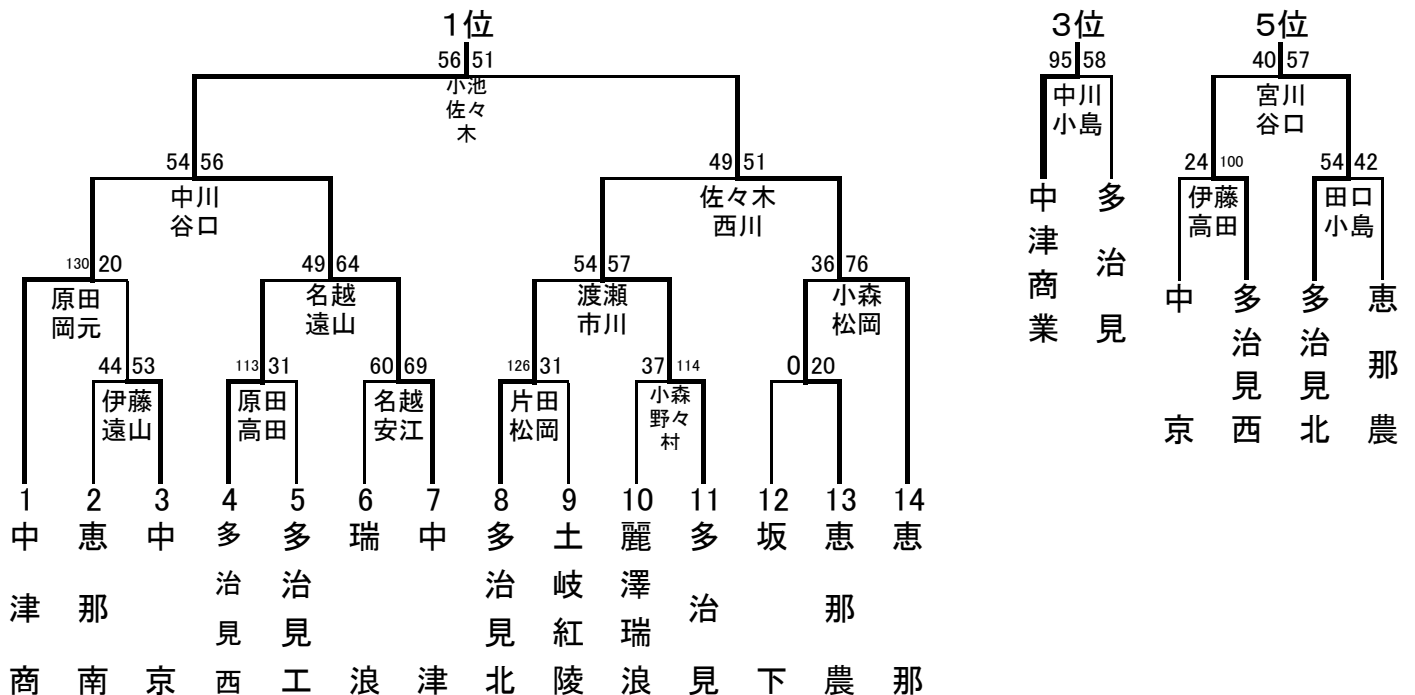 1位
56 51
小池
佐々
木
54 56
中川
谷口
49 51
佐々木
西川
130 20
原田
岡元
49 64
名越
遠山
54 57
渡瀬
市川
36 76
小森
松岡
44 53
伊藤
遠山
113 31
原田
高田
60 69
名越
安江
126 31
片田
松岡
37 114
小森
野々
村
0 20
1 2 3 4 5 6 7 8 9 10 11 12 13 14
中津商
恵那南
中京
多治見西
多治見工
瑞浪
中津
多治見北
土岐紅陵
麗澤瑞浪
多治見
坂下
恵那農
恵那
3位
95 58
中川
小島
中津商業
多治見
5位
40 57
宮川
谷口
24 100
伊藤
高田
54 42
田口
小島
中京
多治見西
多治見北
恵那農